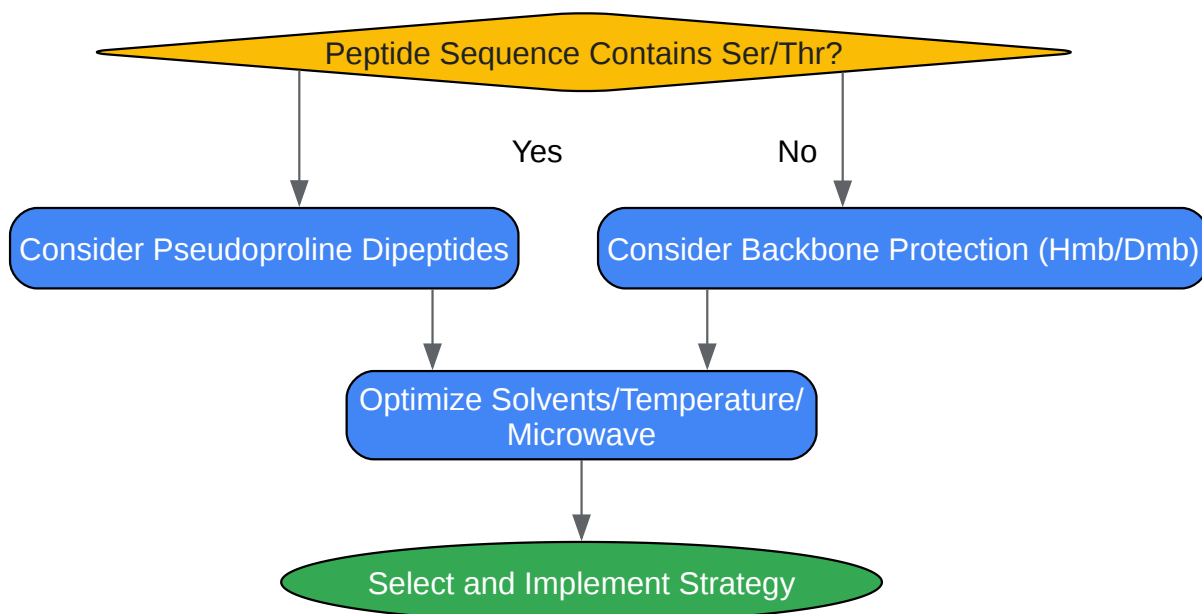 Peptide Sequence Contains Ser/Thr?
Yes
No
Consider Pseudoproline Dipeptides
Consider Backbone Protection (Hmb/Dmb)
Optimize Solvents/Temperature/
Microwave
Select and Implement Strategy